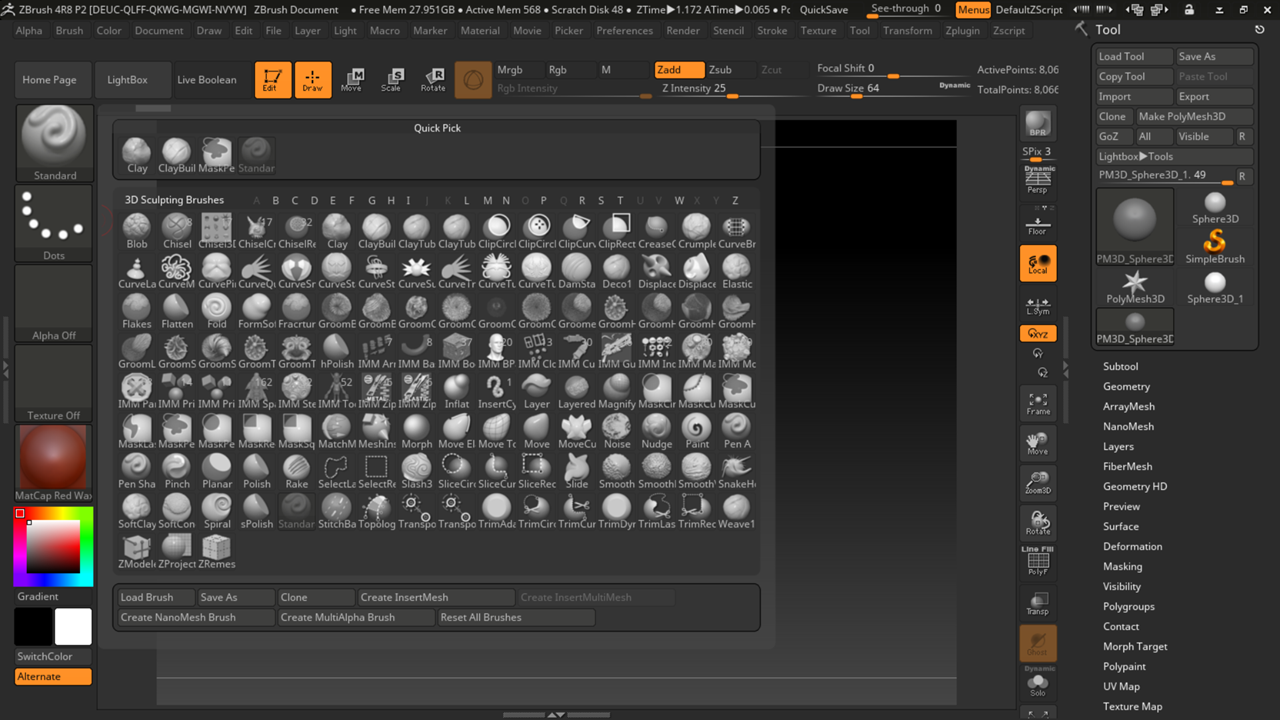 ZBrush 4R8 P2 [DEUC-QLFF-QKWG-MGWI-NVYW] ZBrush Document • Free Mem 27.951GB • Active Mem 568 • Scratch Disk 48 • ZTime▶1.172 ATime▶0.065 • Pc QuickSave See-through 0 Menus DefaultZScript
Alpha Brush Color Document Draw Edit File Layer Light Macro Marker Material Movie Picker Preferences Render Stencil Stroke Texture Tool Transform Zplugin Zscript
Home Page LightBox Live Boolean Edit Draw Move Scale Rotate
Mrgb Rgb M Zadd Zsub Zcut
Rgb Intensity Z Intensity 25
Focal Shift 0
Draw Size 64 Dynamic
ActivePoints: 8,06
TotalPoints: 8,066
Standard
Dots
Alpha Off
Texture Off
MatCap Red Wax
Gradient
SwitchColor
Alternate
Quick Pick
Clay ClayBuil MaskPe Standar
3D Sculpting Brushes A B C D E F G H I J K L M N O P Q R S T U V W X Y Z
Blob Chisel Chisel3D ChiselCr ChiselRe Clay ClayBuil ClayTub ClayTub ClipCircl ClipCircl ClipCurv ClipRect CreaseC Crumple CurveBr
CurveLa CurveM CurvePi CurveQu CurveSn CurveSt CurveSt CurveSu CurveTr CurveTu CurveTu DamSta Deco1 Displace Displace Elastic
Flakes Flatten Fold FormSof Fracture GroomB GroomB GroomC GroomC GroomC GroomC Groome GroomH GroomH GroomH GroomH
GroomL GroomS GroomS GroomT GroomT hPolish IMM Arr IMM Ba IMM Bo IMM BP IMM Clo IMM Cu IMM Gu IMM Ind IMM Ma IMM Mo
IMM Par IMM Pri IMM Pri IMM Sp IMM Ste IMM To IMM Zip IMM Zip Inflat InsertCy Layer Layered Magnify MaskCir MaskCu MaskCu
MaskLa MaskPe MaskPe MaskRe MaskSq MatchM MeshIns Morph Move El Move To Move MoveCu Noise Nudge Paint Pen A
Pen Sha Pinch Planar Polish Rake SelectLa SelectRe Slash3 SliceCirc SliceCur SliceRec Slide Smooth Smooth Smooth SnakeH
SoftClay SoftCon Spiral sPolish Standar StitchBa Topolog Transpo Transpo TrimAda TrimCirc TrimCur TrimDyn TrimLas TrimRec Weave1
ZModele ZProject ZRemes
Load Brush Save As Clone Create InsertMesh Create InsertMultiMesh
Create NanoMesh Brush Create MultiAlpha Brush Reset All Brushes
BPR
SPix 3
Dynamic
Persp
Floor
Local
L.Sym
XYZ
Frame
Move
Zoom3D
Rotate
Line Fill
PolyF
Transp
Ghost
Dynamic
Solo
Tool
Load Tool Save As
Copy Tool Paste Tool
Import Export
Clone Make PolyMesh3D
GoZ All Visible R
Lightbox▶Tools
PM3D_Sphere3D_1. 49 R
PM3D_Sphere3D Sphere3D
SimpleBrush
PolyMesh3D Sphere3D_1
PM3D_Sphere3D
Subtool
Geometry
ArrayMesh
NanoMesh
Layers
FiberMesh
Geometry HD
Preview
Surface
Deformation
Masking
Visibility
Polygroups
Contact
Morph Target
Polypaint
UV Map
Texture Map